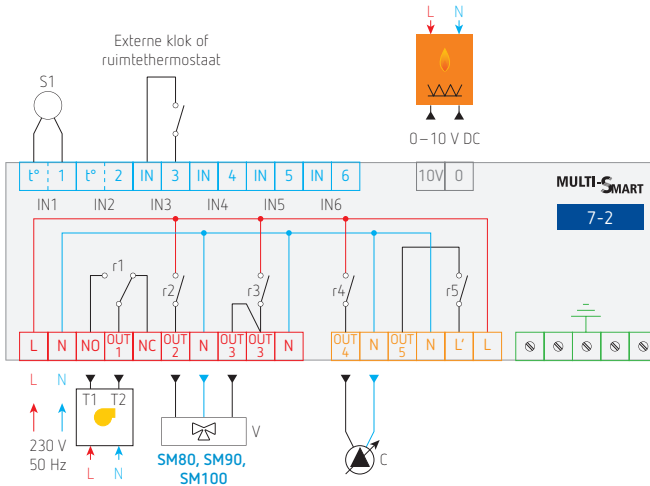 L N
Externe klok of
ruimtethermostaat
S1
0–10 V DC
t° 1 t° 2 IN 3 IN 4 IN 5 IN 6 10V 0
IN1 IN2 IN3 IN4 IN5 IN6
MULTI-SMART
7-2
r1 r2 r3 r4 r5
L N NO OUT 1 NC OUT 2 N OUT 3 OUT 3 N OUT 4 N OUT 5 N L' L
L N
T1 T2
V
230 V
50 Hz
L N
SM80, SM90,
SM100
C